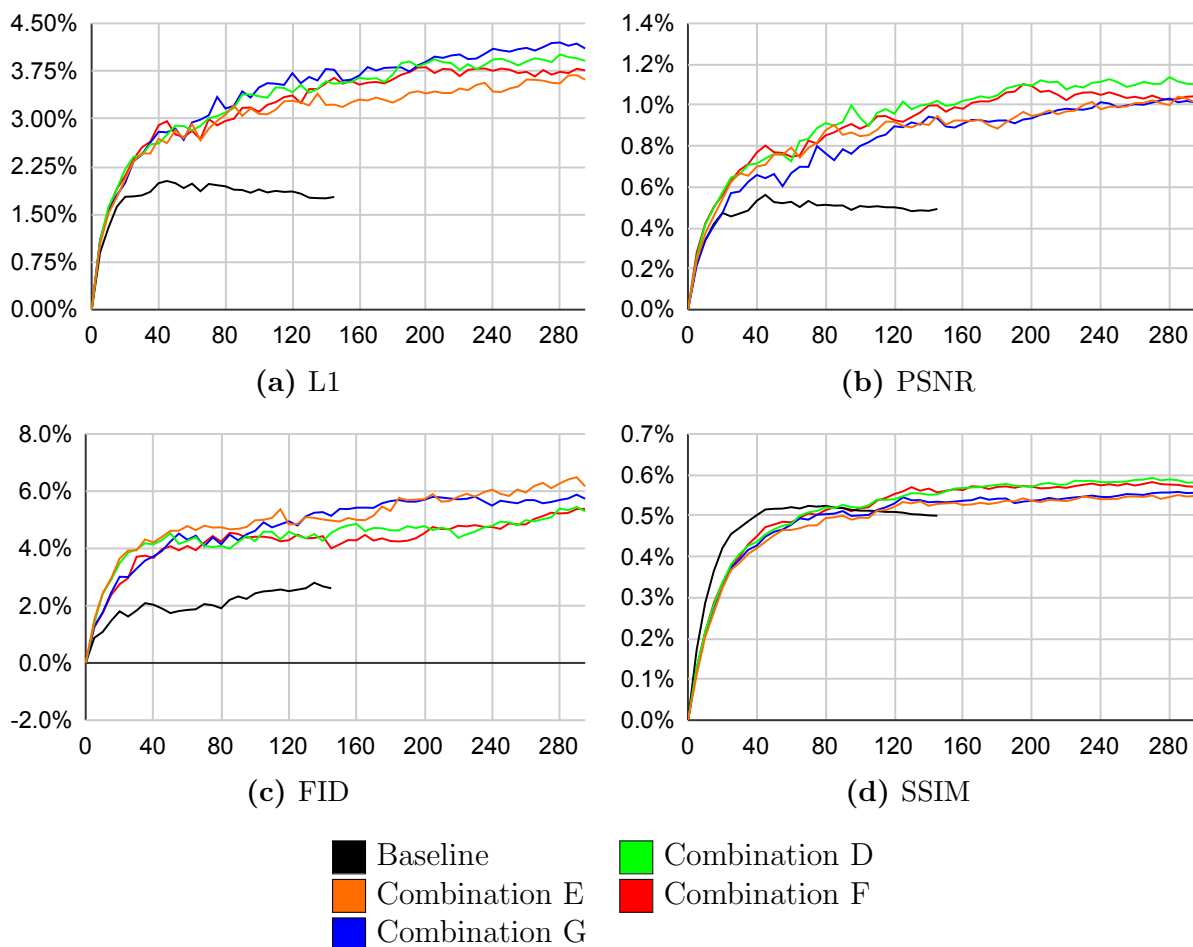 4.50%
3.75%
3.00%
2.25%
1.50%
0.75%
0.00%
0 40 80 120 160 200 240 280
(a) L1
1.4%
1.2%
1.0%
0.8%
0.6%
0.4%
0.2%
0.0%
0 40 80 120 160 200 240 280
(b) PSNR
8.0%
6.0%
4.0%
2.0%
0.0%
-2.0%
0 40 80 120 160 200 240 280
(c) FID
0.7%
0.6%
0.5%
0.4%
0.3%
0.2%
0.1%
0.0%
0 40 80 120 160 200 240 280
(d) SSIM
Baseline
Combination E
Combination G
Combination D
Combination F